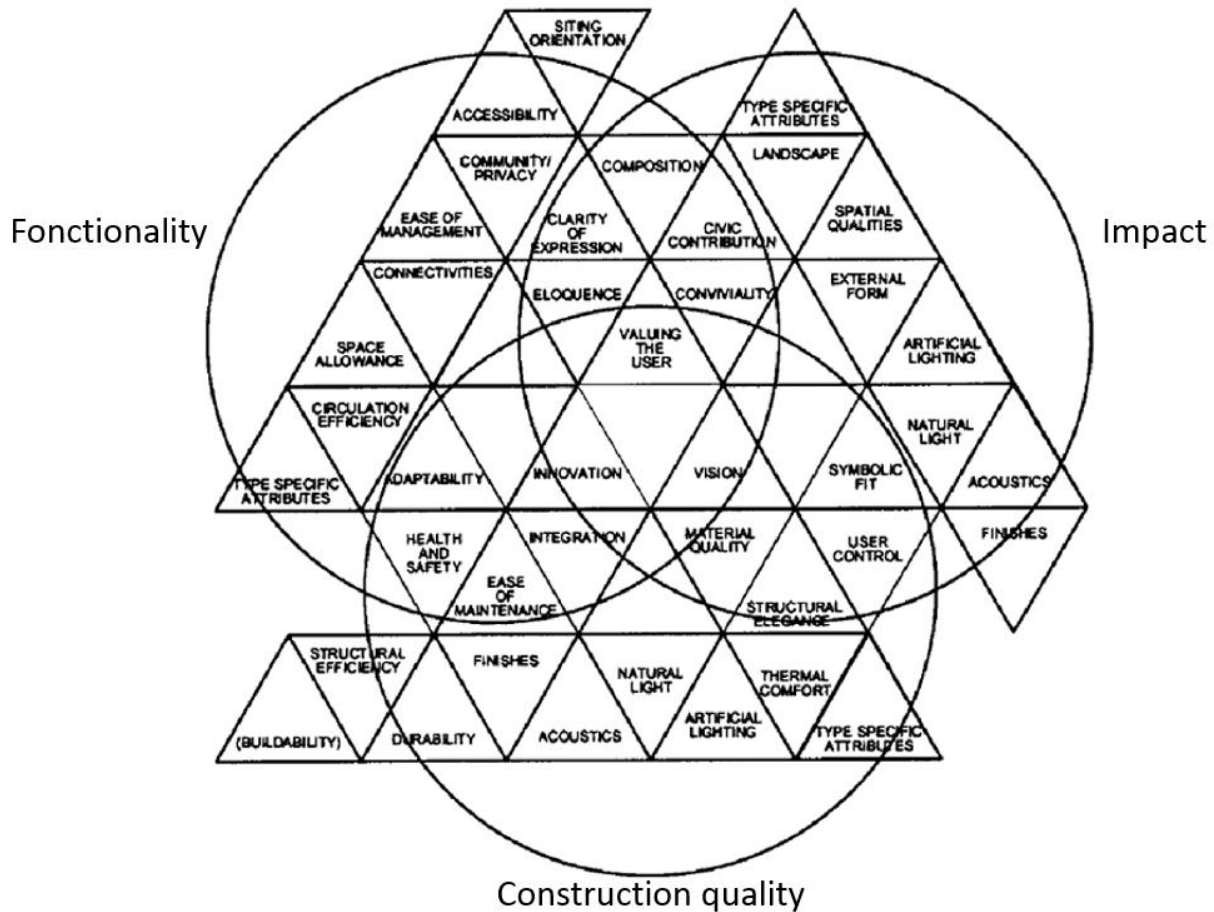 SITING
ORIENTATION
ACCESSIBILITY
TYPE SPECIFIC
ATTRIBUTES
COMMUNITY/
PRIVACY
COMPOSITION
LANDSCAPE
EASE OF
MANAGEMENT
CLARITY
OF
EXPRESSION
CIVIC
CONTRIBUTION
SPATIAL
QUALITIES
Fonctionality
Impact
CONNECTIVITIES
ELOQUENCE
CONVIVIALITY
EXTERNAL
FORM
SPACE
ALLOWANCE
VALUING
THE
USER
ARTIFICIAL
LIGHTING
CIRCULATION
EFFICIENCY
NATURAL
LIGHT
TYPE SPECIFIC
ATTRIBUTES
ADAPTABILITY
INNOVATION
VISION
SYMBOLIC
FIT
ACOUSTICS
HEALTH
AND
SAFETY
INTEGRATION
MATERIAL
QUALITY
USER
CONTROL
FINISHES
EASE
OF
MAINTENANCE
STRUCTURAL
ELEGANCE
STRUCTURAL
EFFICIENCY
FINISHES
NATURAL
LIGHT
THERMAL
COMFORT
(BUILDABILITY)
DURABILITY
ACOUSTICS
ARTIFICIAL
LIGHTING
TYPE SPECIFIC
ATTRIBUTES
Construction quality